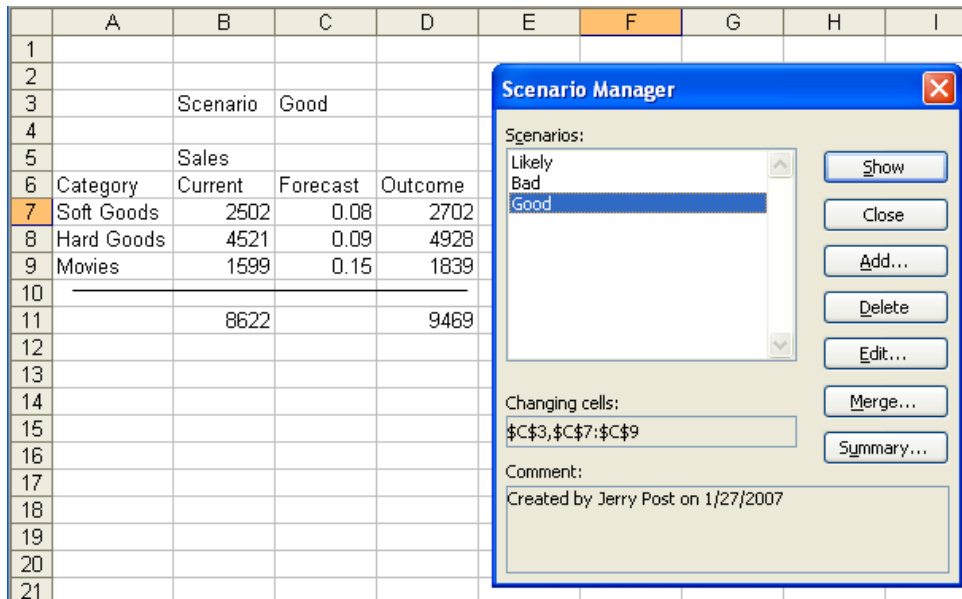 A B C D E F G H I
1
2
3 Scenario Good
4
5 Sales
6 Category Current Forecast Outcome
7 Soft Goods 2502 0.08 2702
8 Hard Goods 4521 0.09 4928
9 Movies 1599 0.15 1839
10
11 8622 9469
12
13
14
15
16
17
18
19
20
21
Scenario Manager
Scenarios:
Likely
Bad
Good
Show
Close
Add...
Delete
Edit...
Merge...
Summary...
Changing cells:
$C$3,$C$7:$C$9
Comment:
Created by Jerry Post on 1/27/2007